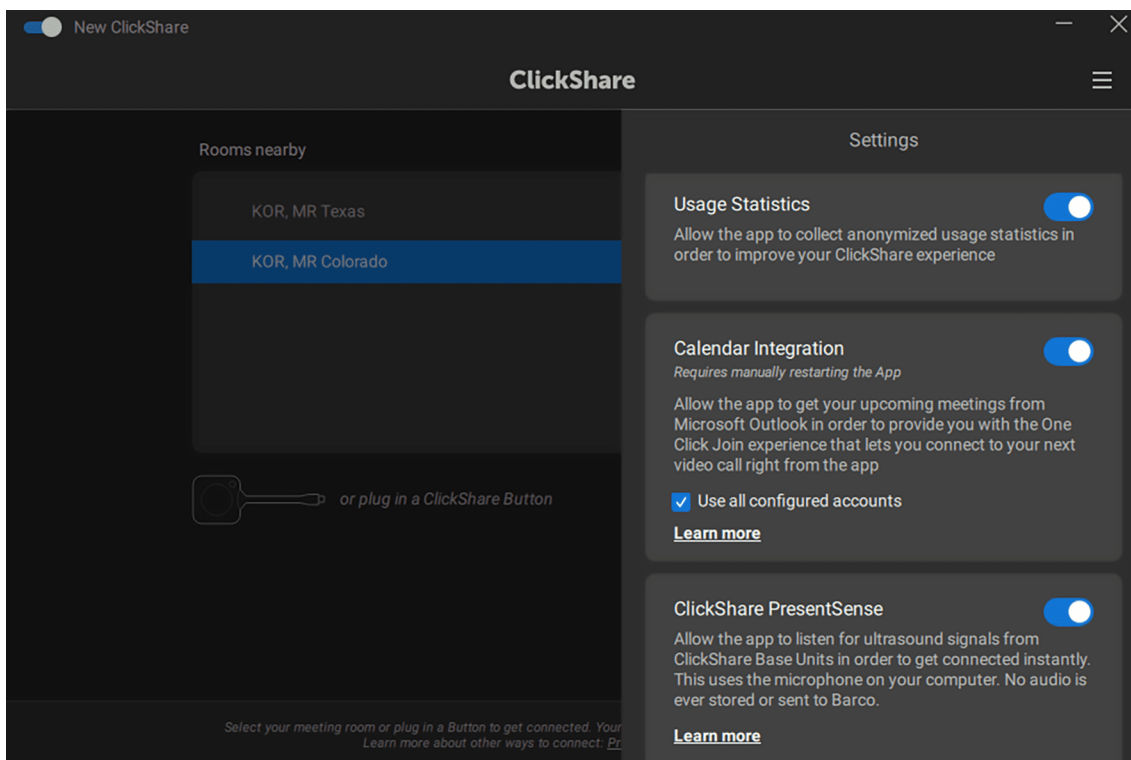 New ClickShare
ClickShare
Rooms nearby
KOR, MR Texas
KOR, MR Colorado
or plug in a ClickShare Button
Select your meeting room or plug in a Button to get connected. Your
Learn more about other ways to connect: Pr
Settings
Usage Statistics
Allow the app to collect anonymized usage statistics in
order to improve your ClickShare experience
Calendar Integration
Requires manually restarting the App
Allow the app to get your upcoming meetings from
Microsoft Outlook in order to provide you with the One
Click Join experience that lets you connect to your next
video call right from the app
Use all configured accounts
Learn more
ClickShare PresentSense
Allow the app to listen for ultrasound signals from
ClickShare Base Units in order to get connected instantly.
This uses the microphone on your computer. No audio is
ever stored or sent to Barco.
Learn more